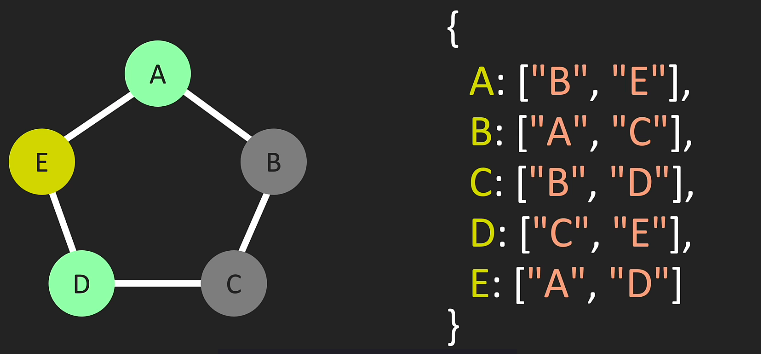 A
E
B
D
C
{
A: ["B", "E"],
B: ["A", "C"],
C: ["B", "D"],
D: ["C", "E"],
E: ["A", "D"]
}